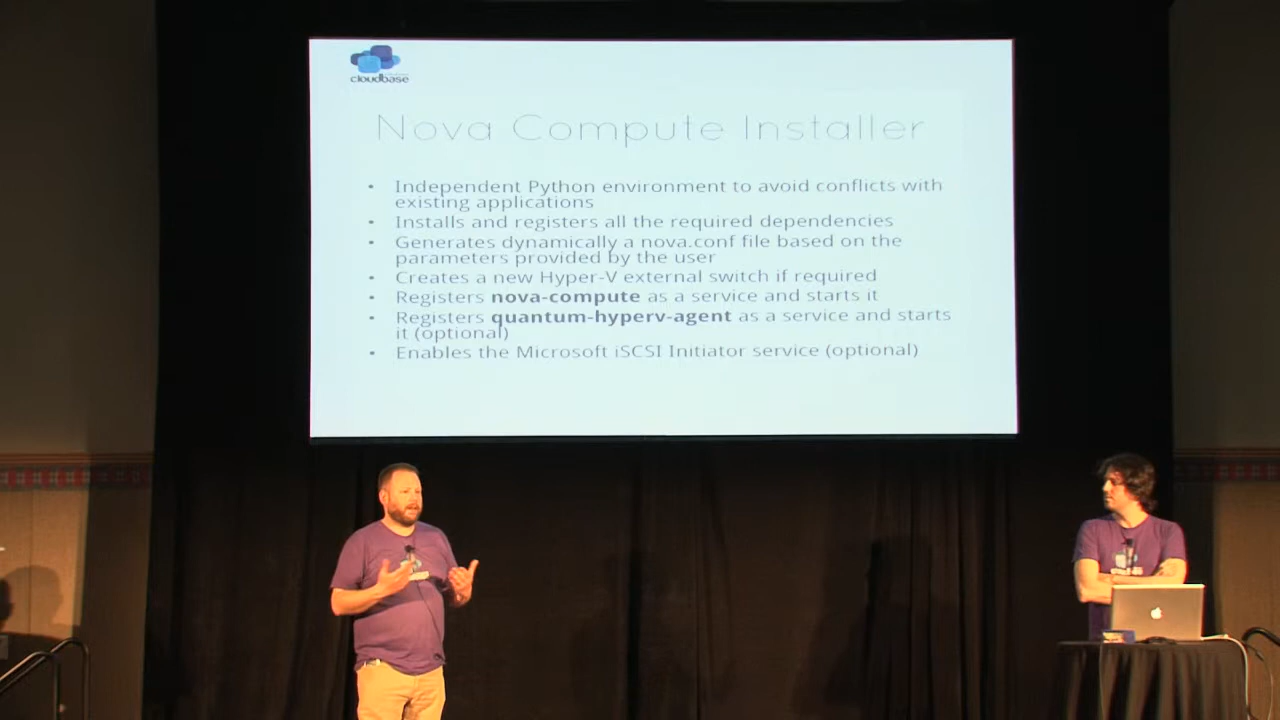 cloudbase
Nova Compute Installer
• Independent Python environment to avoid conflicts with
existing applications
• Installs and registers all the required dependencies
• Generates dynamically a nova.conf file based on the
parameters provided by the user
• Creates a new Hyper-V external switch if required
• Registers nova-compute as a service and starts it
• Registers quantum-hyperv-agent as a service and starts
it (optional)
• Enables the Microsoft iSCSI Initiator service (optional)